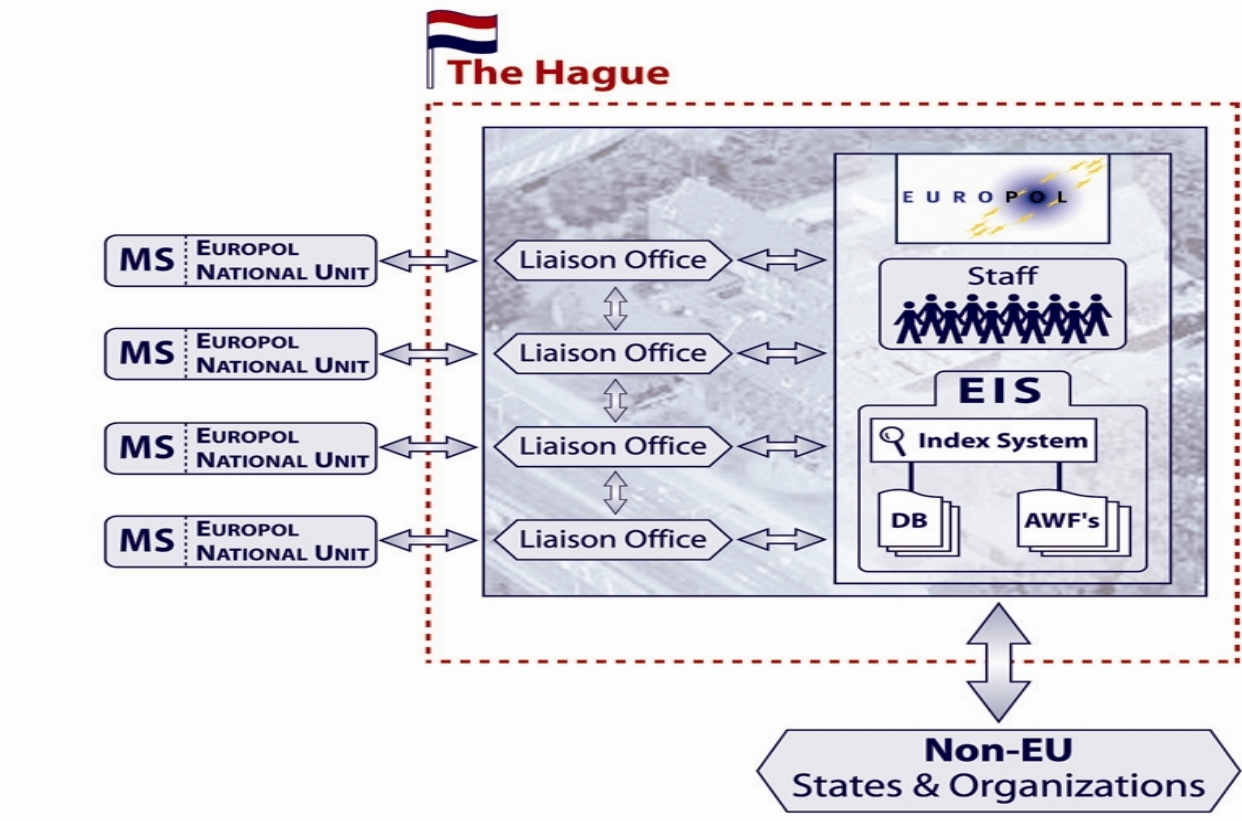 The Hague
EUROPOL
MS EUROPOL NATIONAL UNIT
Liaison Office
Staff
MS EUROPOL NATIONAL UNIT
Liaison Office
EIS
MS EUROPOL NATIONAL UNIT
Liaison Office
Index System
DB
AWF's
MS EUROPOL NATIONAL UNIT
Liaison Office
Non-EU
States & Organizations